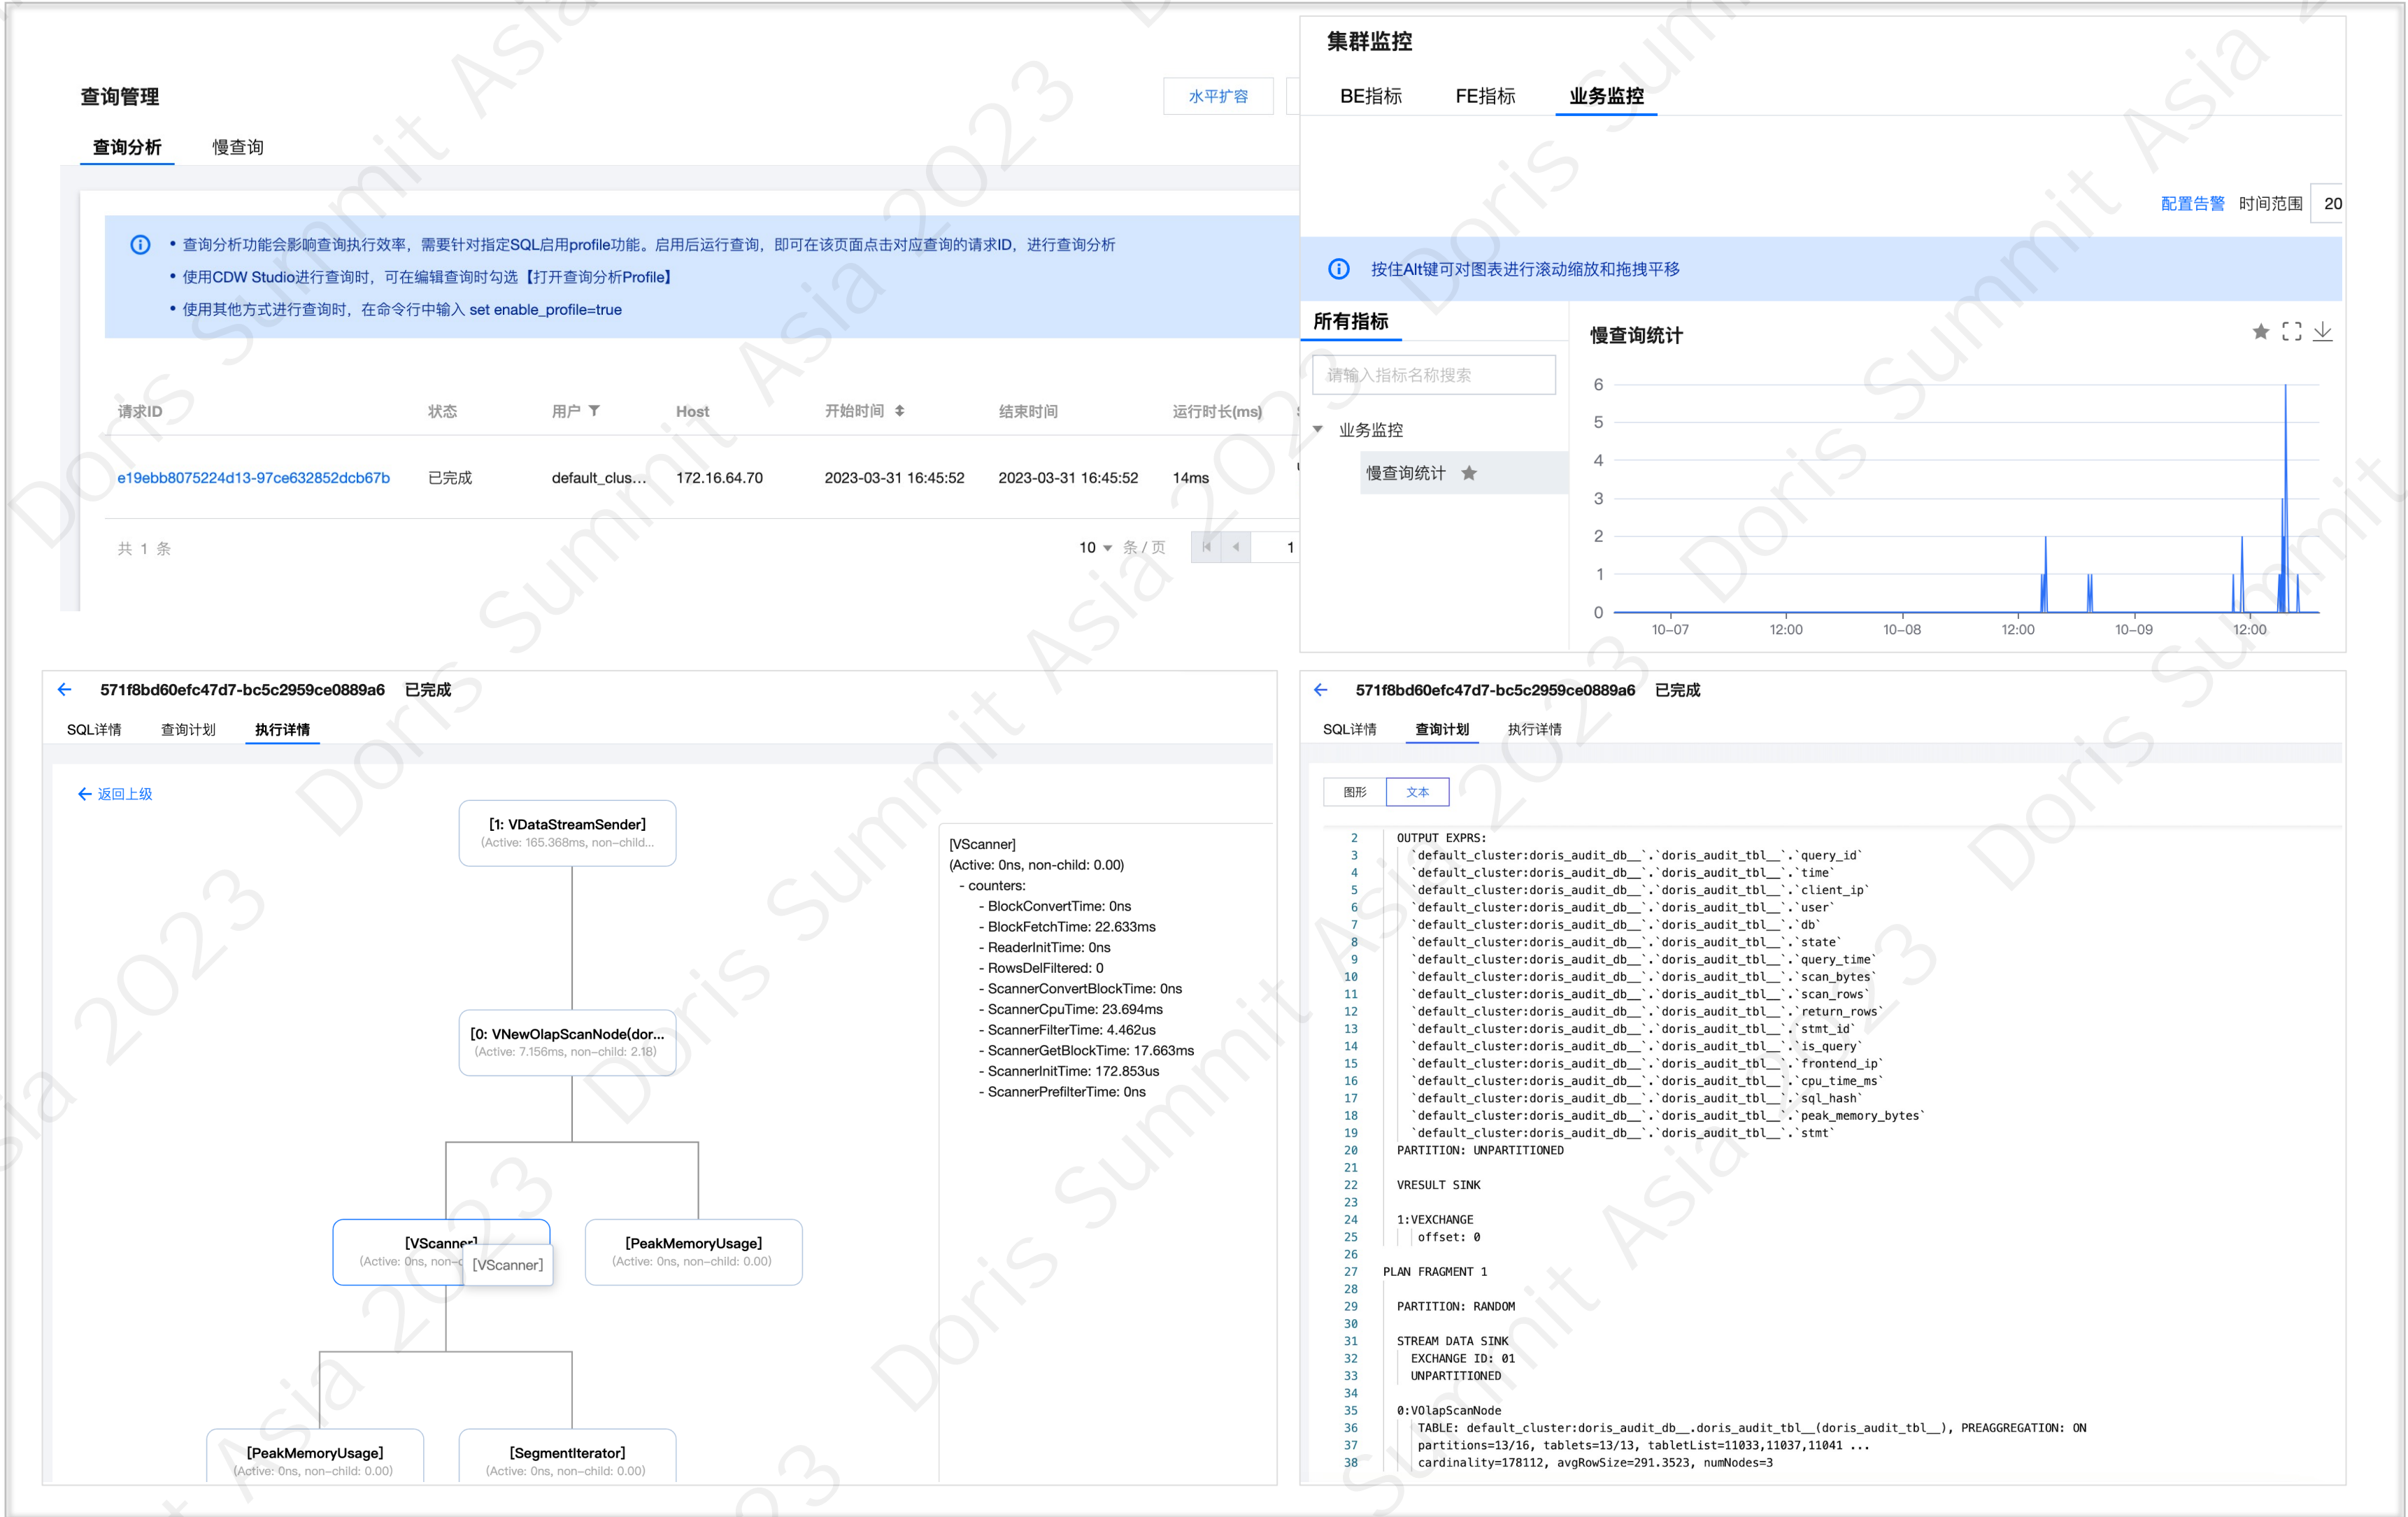 查询管理
水平扩容
查询分析 慢查询
• 查询分析功能会影响查询执行效率，需要针对指定SQL启用profile功能。启用后运行查询，即可在该页面点击对应查询的请求ID，进行查询分析
• 使用CDW Studio进行查询时，可在编辑查询时勾选【打开查询分析Profile】
• 使用其他方式进行查询时，在命令行中输入 set enable_profile=true
请求ID 状态 用户 Host 开始时间 结束时间 运行时长(ms)
e19ebb8075224d13-97ce632852dcb67b 已完成 default_clus... 172.16.64.70 2023-03-31 16:45:52 2023-03-31 16:45:52 14ms
共 1 条 10 条 / 页 1
集群监控
BE指标 FE指标 业务监控
配置告警 时间范围 20
按住Alt键可对图表进行滚动缩放和拖拽平移
所有指标
请输入指标名称搜索
业务监控
慢查询统计
慢查询统计
6
5
4
3
2
1
0
10-07 12:00 10-08 12:00 10-09 12:00
571f8bd60efc47d7-bc5c2959ce0889a6 已完成
SQL详情 查询计划 执行详情
返回上级
[1: VDataStreamSender]
(Active: 165.368ms, non-child...
[0: VNewOlapScanNode(dor...
(Active: 7.156ms, non-child: 2.18)
[VScanner]
(Active: 0ns, non-c
[VScanner]
[PeakMemoryUsage]
(Active: 0ns, non-child: 0.00)
[PeakMemoryUsage]
(Active: 0ns, non-child: 0.00)
[SegmentIterator]
(Active: 0ns, non-child: 0.00)
[VScanner]
(Active: 0ns, non-child: 0.00)
- counters:
- BlockConvertTime: 0ns
- BlockFetchTime: 22.633ms
- ReaderInitTime: 0ns
- RowsDelFiltered: 0
- ScannerConvertBlockTime: 0ns
- ScannerCpuTime: 23.694ms
- ScannerFilterTime: 4.462us
- ScannerGetBlockTime: 17.663ms
- ScannerInitTime: 172.853us
- ScannerPrefilterTime: 0ns
571f8bd60efc47d7-bc5c2959ce0889a6 已完成
SQL详情 查询计划 执行详情
图形 文本
2 OUTPUT EXPRS:
3 `default_cluster:doris_audit_db__`.`doris_audit_tbl__`.`query_id`
4 `default_cluster:doris_audit_db__`.`doris_audit_tbl__`.`time`
5 `default_cluster:doris_audit_db__`.`doris_audit_tbl__`.`client_ip`
6 `default_cluster:doris_audit_db__`.`doris_audit_tbl__`.`user`
7 `default_cluster:doris_audit_db__`.`doris_audit_tbl__`.`db`
8 `default_cluster:doris_audit_db__`.`doris_audit_tbl__`.`state`
9 `default_cluster:doris_audit_db__`.`doris_audit_tbl__`.`query_time`
10 `default_cluster:doris_audit_db__`.`doris_audit_tbl__`.`scan_bytes`
11 `default_cluster:doris_audit_db__`.`doris_audit_tbl__`.`scan_rows`
12 `default_cluster:doris_audit_db__`.`doris_audit_tbl__`.`return_rows`
13 `default_cluster:doris_audit_db__`.`doris_audit_tbl__`.`stmt_id`
14 `default_cluster:doris_audit_db__`.`doris_audit_tbl__`.`is_query`
15 `default_cluster:doris_audit_db__`.`doris_audit_tbl__`.`frontend_ip`
16 `default_cluster:doris_audit_db__`.`doris_audit_tbl__`.`cpu_time_ms`
17 `default_cluster:doris_audit_db__`.`doris_audit_tbl__`.`sql_hash`
18 `default_cluster:doris_audit_db__`.`doris_audit_tbl__`.`peak_memory_bytes`
19 `default_cluster:doris_audit_db__`.`doris_audit_tbl__`.`stmt`
20 PARTITION: UNPARTITIONED
21
22 VRESULT SINK
23
24 1:VEXCHANGE
25 offset: 0
26
27 PLAN FRAGMENT 1
28
29 PARTITION: RANDOM
30
31 STREAM DATA SINK
32 EXCHANGE ID: 01
33 UNPARTITIONED
34
35 0:VOlapScanNode
36 TABLE: default_cluster:doris_audit_db__.doris_audit_tbl__(doris_audit_tbl__), PREAGGREGATION: ON
37 partitions=13/16, tablets=13/13, tabletList=11033,11037,11041 ...
38 cardinality=178112, avgRowSize=291.3523, numNodes=3
Doris Summit Asia 2023